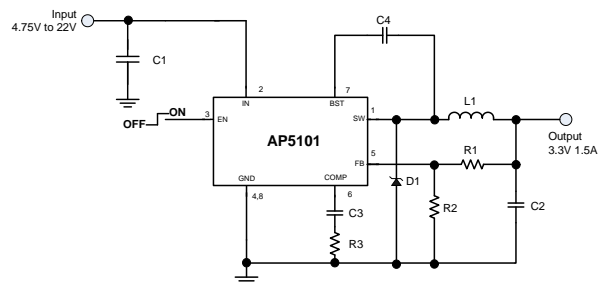 Input
4.75V to 22V
C1
C4
2
7
IN
BST
L1
OFF
ON
3
EN
SW
1
AP5101
Output
3.3V 1.5A
5
FB
R1
GND
COMP
D1
4,8
6
C3
R3
R2
C2